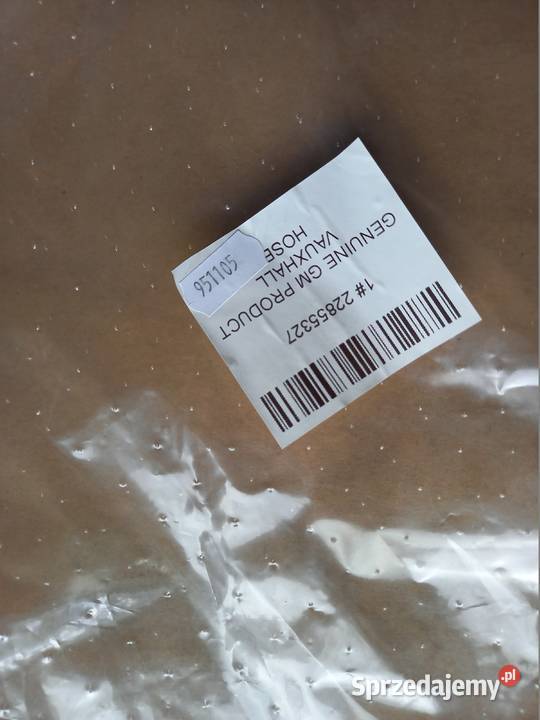 GENUINE GM PRODUCT
VAUXHALL
HOSE
1# 22855327
951105
Sprzedajemy.pl